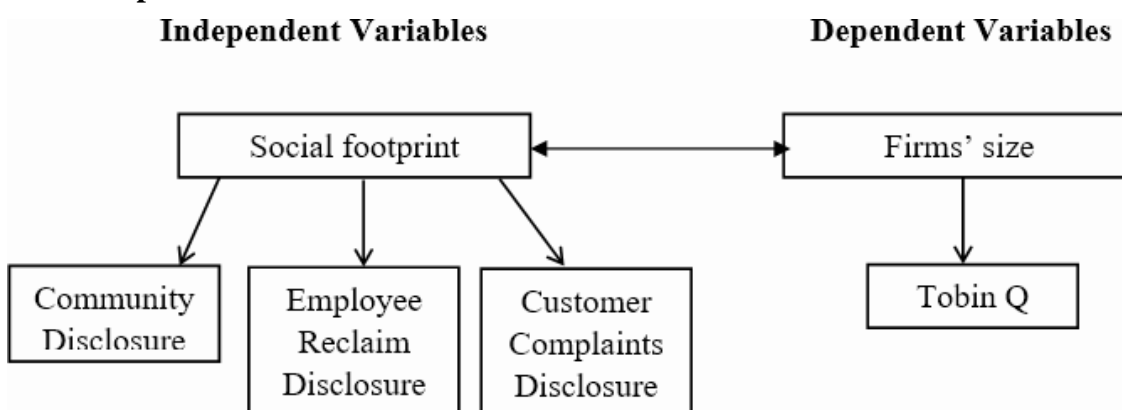 Independent Variables
Dependent Variables
Social footprint
Firms’ size
Community
Disclosure
Employee
Reclaim
Disclosure
Customer
Complaints
Disclosure
Tobin Q